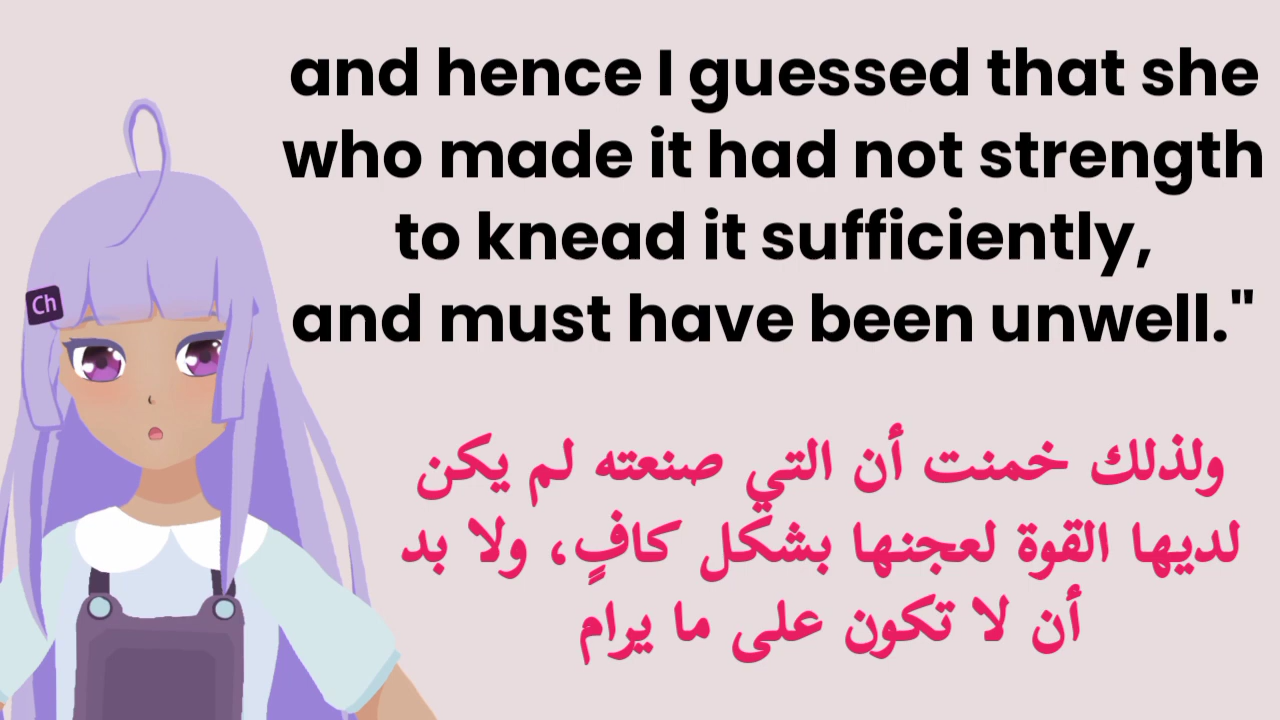 and hence I guessed that she
who made it had not strength
to knead it sufficiently,
and must have been unwell."
Ch
ولذلك خمنت أن التي صنعته لم يكن
لديها القوة لعجنها بشكل كافٍ، ولا بد
أن لا تكون على ما يرام